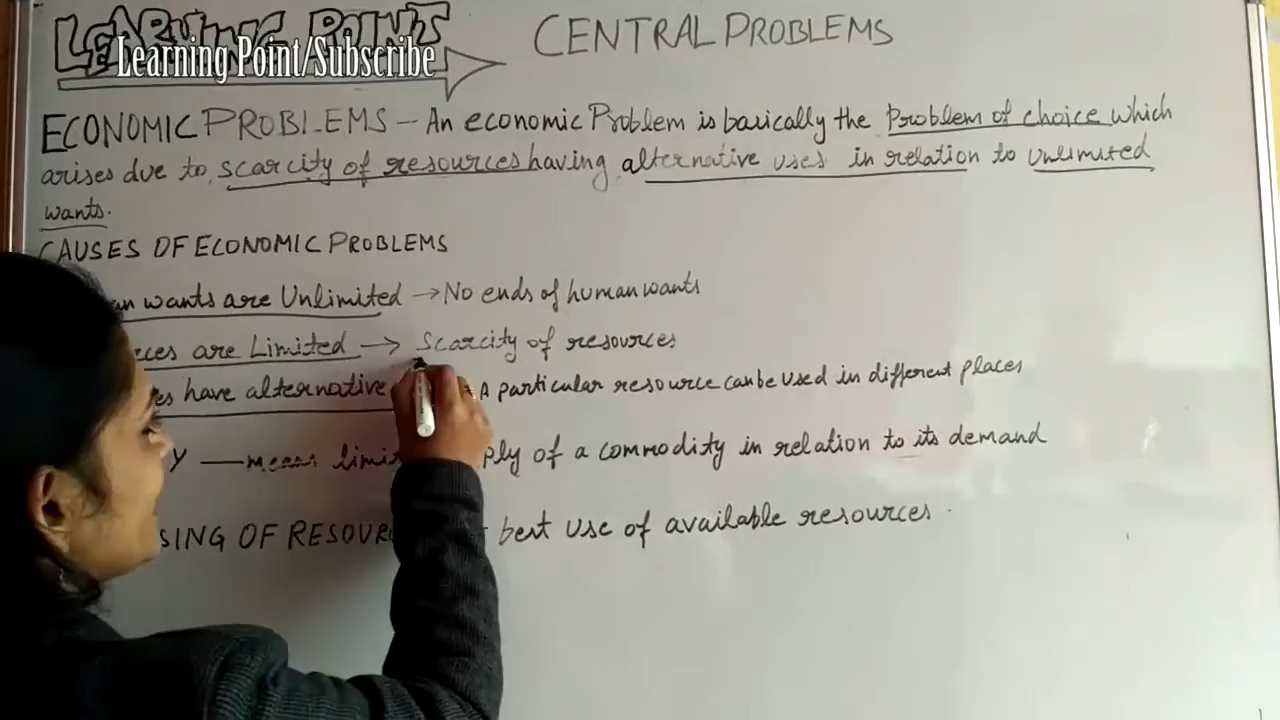 LEARNING POINT
Learning Point/Subscribe
CENTRAL PROBLEMS
ECONOMIC PROBLEMS — An economic Problem is basically the Problem of choice which
arises due to scarcity of resources having alternative uses in relation to Unlimited
wants.
CAUSES OF ECONOMIC PROBLEMS
wants are Unlimited → No ends of human wants
are Limited → Scarcity of resources
have alternative A particular resource can be used in different places
— means of a commodity in relation to its demand
OF best use of available resources